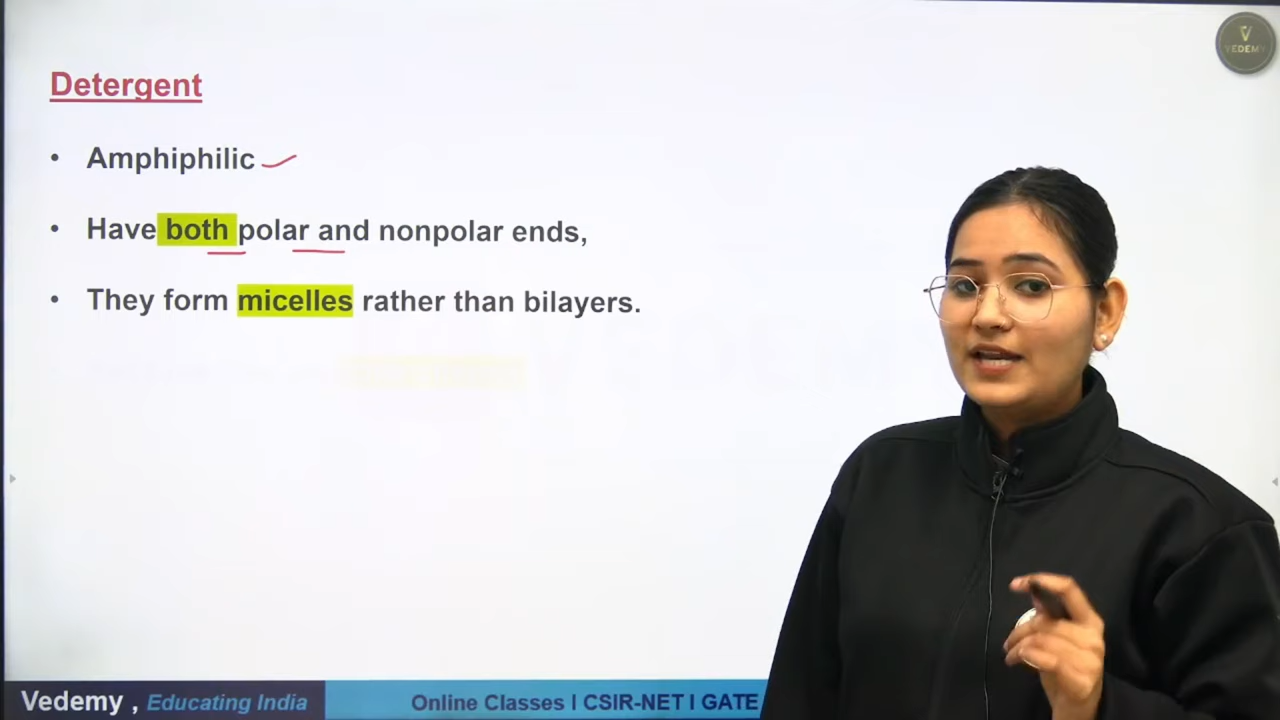 VEDEMY
Detergent
• Amphiphilic
• Have both polar and nonpolar ends,
• They form micelles rather than bilayers.
Vedemy , Educating India
Online Classes I CSIR-NET I GATE